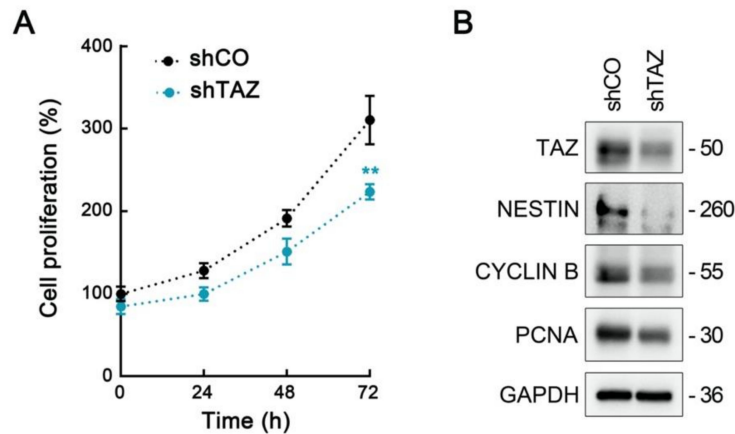 A
B
shCO
shTAZ
400
300
200
100
0
Cell proliferation (%)
**
0 24 48 72
Time (h)
shCO shTAZ
TAZ - 50
NESTIN - 260
CYCLIN B - 55
PCNA - 30
GAPDH - 36